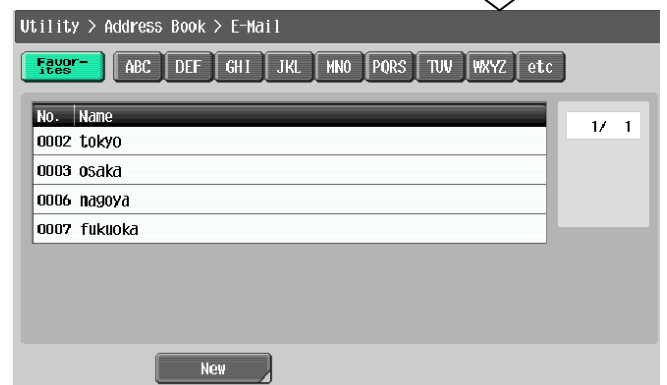 Utility > Address Book > E-Mail
Favor-
ites ABC DEF GHI JKL MNO PQRS TUV WXYZ etc
No. Name
0002 tokyo
0003 osaka
0006 nagoya
0007 fukuoka
1/ 1
New